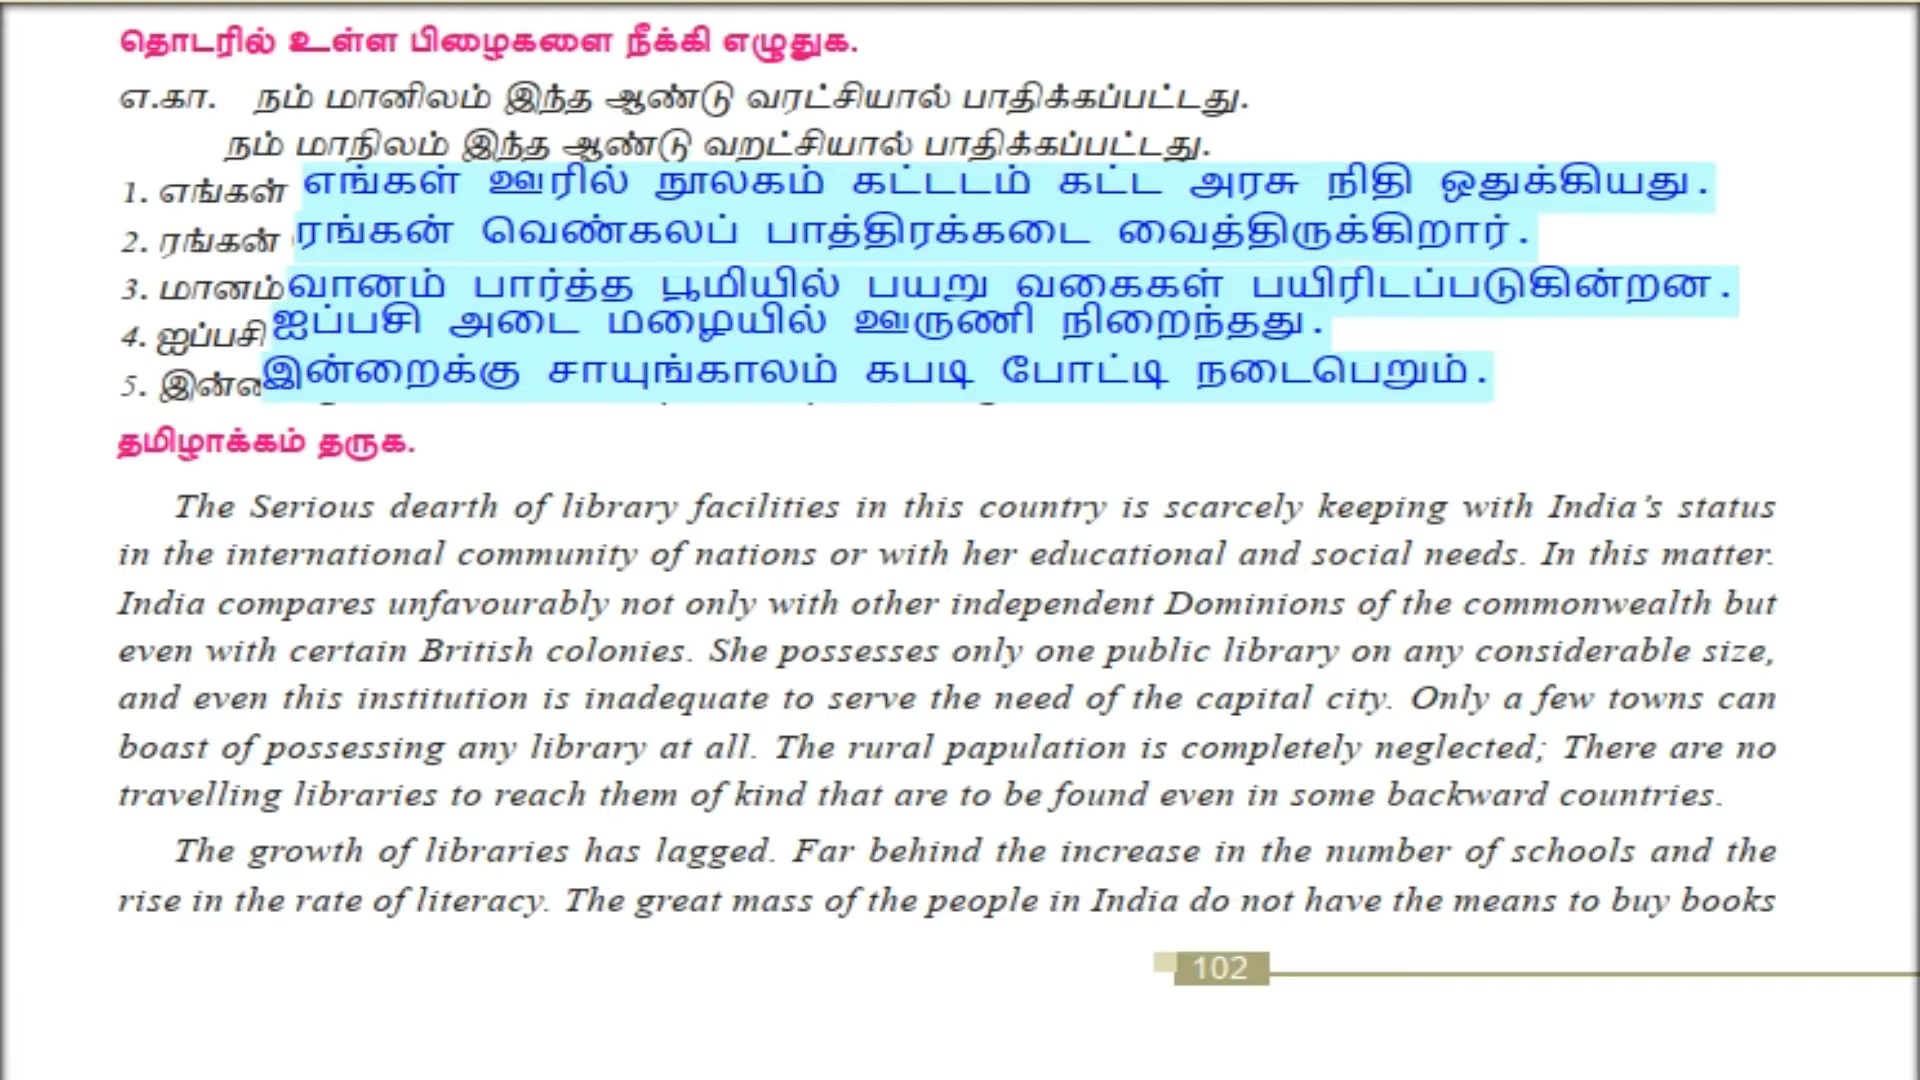 தொடரில் உள்ள பிழைகளை நீக்கி எழுதுக.
எ.கா. நம் மானிலம் இந்த ஆண்டு வரட்சியால் பாதிக்கப்பட்டது.
நம் மாநிலம் இந்த ஆண்டு வறட்சியால் பாதிக்கப்பட்டது.
1. எங்கள் எங்கள் ஊரில் நூலகம் கட்டடம் கட்ட அரசு நிதி ஒதுக்கியது.
2. ரங்கன் ரங்கன் வெண்கலப் பாத்திரக்கடை வைத்திருக்கிறார்.
3. மானம் வானம் பார்த்த பூமியில் பயறு வகைகள் பயிரிடப்படுகின்றன.
4. ஐப்பசி ஐப்பசி அடை மழையில் ஊருணி நிறைந்தது.
5. இன்றைக்கு சாயுங்காலம் கபடி போட்டி நடைபெறும்.
தமிழாக்கம் தருக.
The Serious dearth of library facilities in this country is scarcely keeping with India’s status
in the international community of nations or with her educational and social needs. In this matter.
India compares unfavourably not only with other independent Dominions of the commonwealth but
even with certain British colonies. She possesses only one public library on any considerable size,
and even this institution is inadequate to serve the need of the capital city. Only a few towns can
boast of possessing any library at all. The rural papulation is completely neglected; There are no
travelling libraries to reach them of kind that are to be found even in some backward countries.
The growth of libraries has lagged. Far behind the increase in the number of schools and the
rise in the rate of literacy. The great mass of the people in India do not have the means to buy books
102